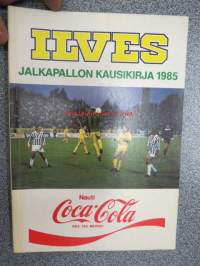 ILVES
JALKAPALLON KAUSIKIRJA 1985
Nauti
Coca-Cola